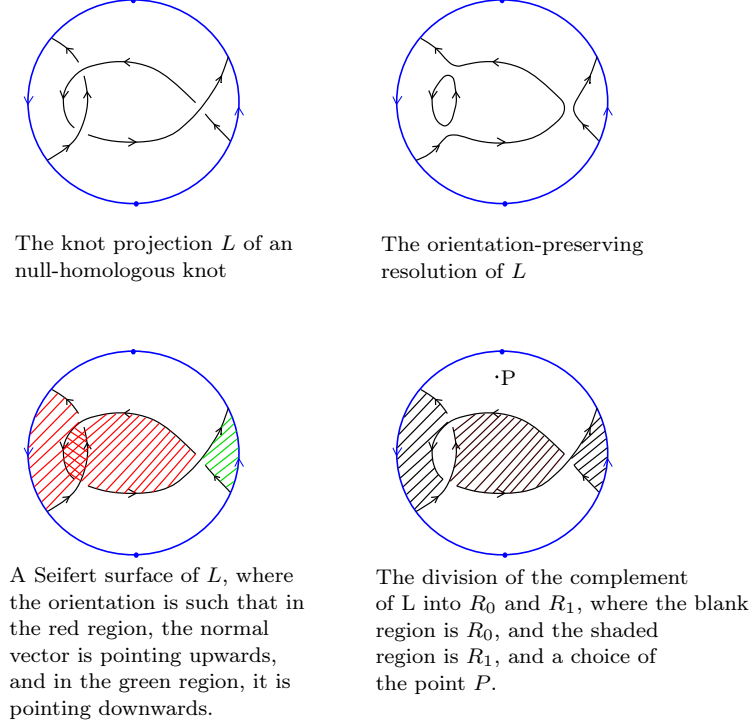 The knot projection L of an
null-homologous knot
The orientation-preserving
resolution of L
·P
A Seifert surface of L, where
the orientation is such that in
the red region, the normal
vector is pointing upwards,
and in the green region, it is
pointing downwards.
The division of the complement
of L into R₀ and R₁, where the blank
region is R₀, and the shaded
region is R₁, and a choice of
the point P.